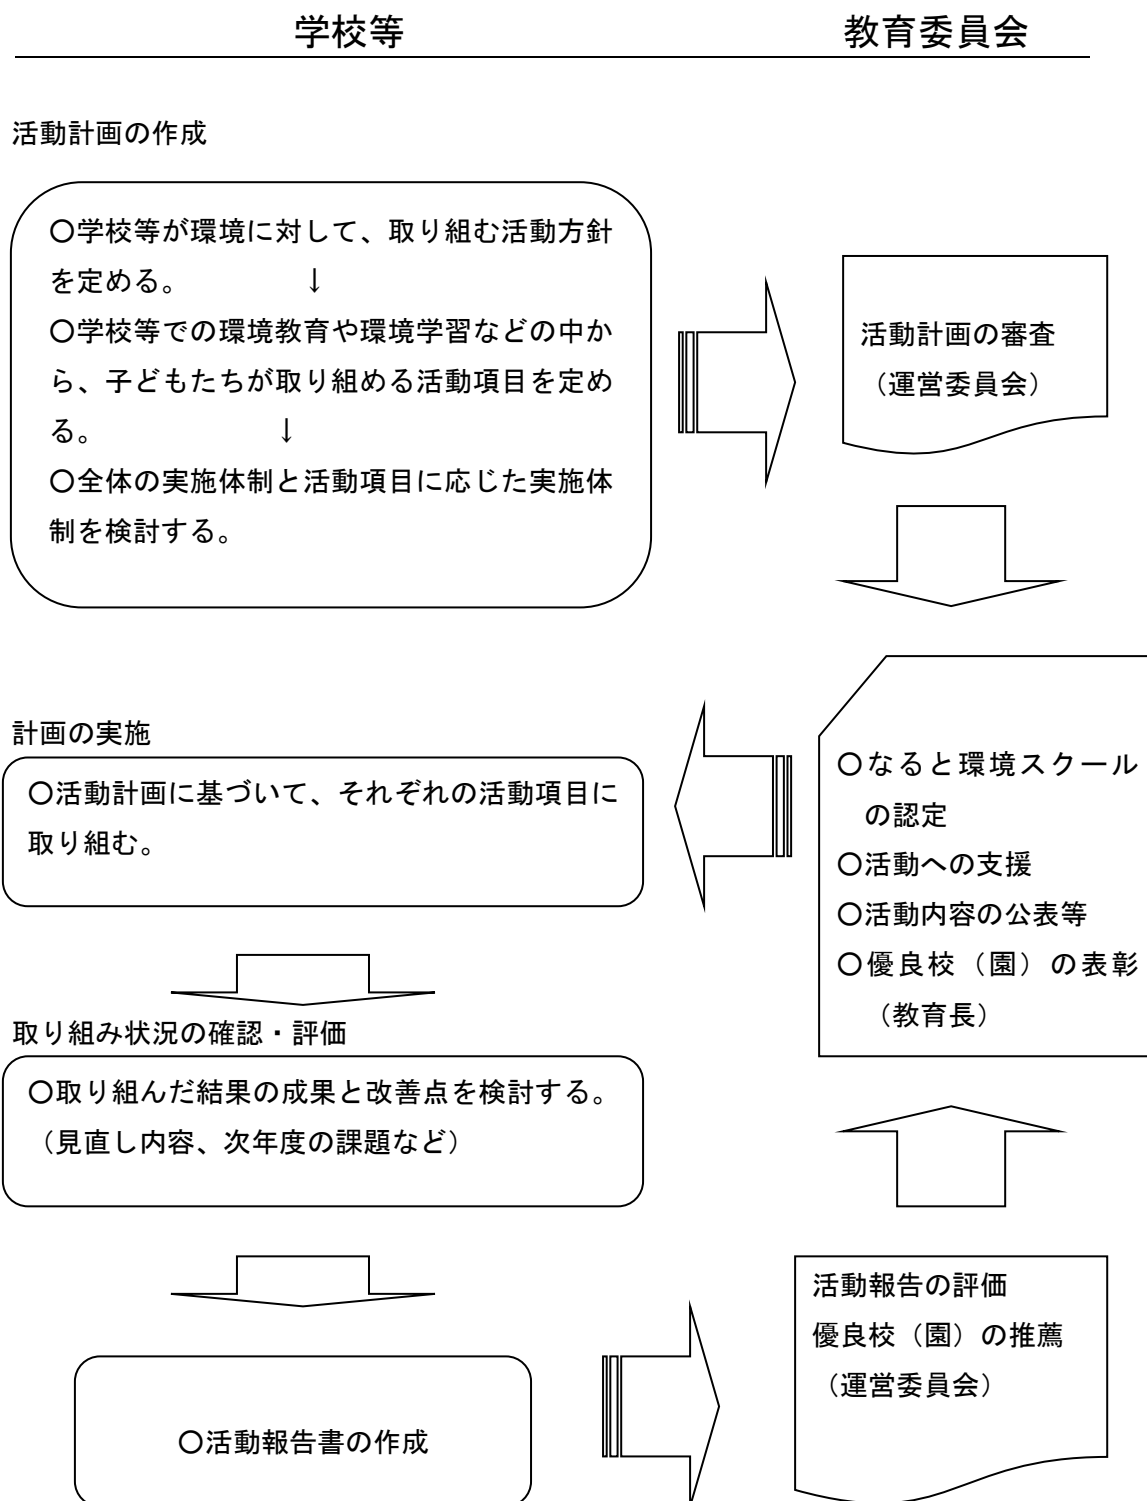 学校等
教育委員会
活動計画の作成
〇学校等が環境に対して、取り組む活動方針
を定める。 ↓
〇学校等での環境教育や環境学習などの中か
ら、子どもたちが取り組める活動項目を定め
る。 ↓
〇全体の実施体制と活動項目に応じた実施体
制を検討する。
活動計画の審査
（運営委員会）
〇なると環境スクール
の認定
〇活動への支援
〇活動内容の公表等
〇優良校（園）の表彰
（教育長）
計画の実施
〇活動計画に基づいて、それぞれの活動項目に
取り組む。
取り組み状況の確認・評価
〇取り組んだ結果の成果と改善点を検討する。
（見直し内容、次年度の課題など）
〇活動報告書の作成
活動報告の評価
優良校（園）の推薦
（運営委員会）